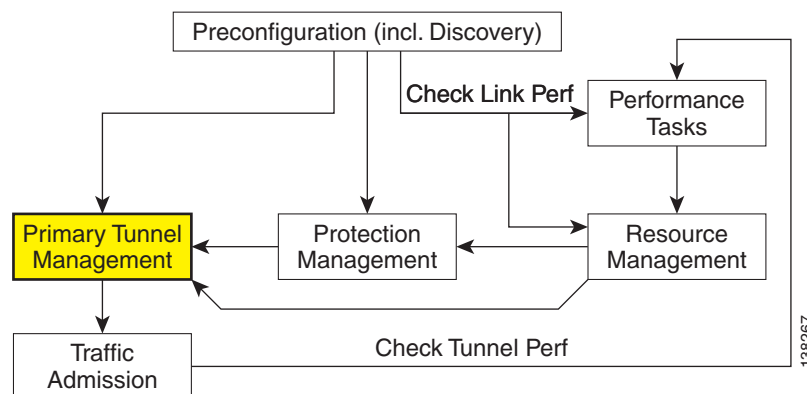 Preconfiguration (incl. Discovery)
Check Link Perf
Performance
Tasks
Primary Tunnel
Management
Protection
Management
Resource
Management
Traffic
Admission
Check Tunnel Perf
138267